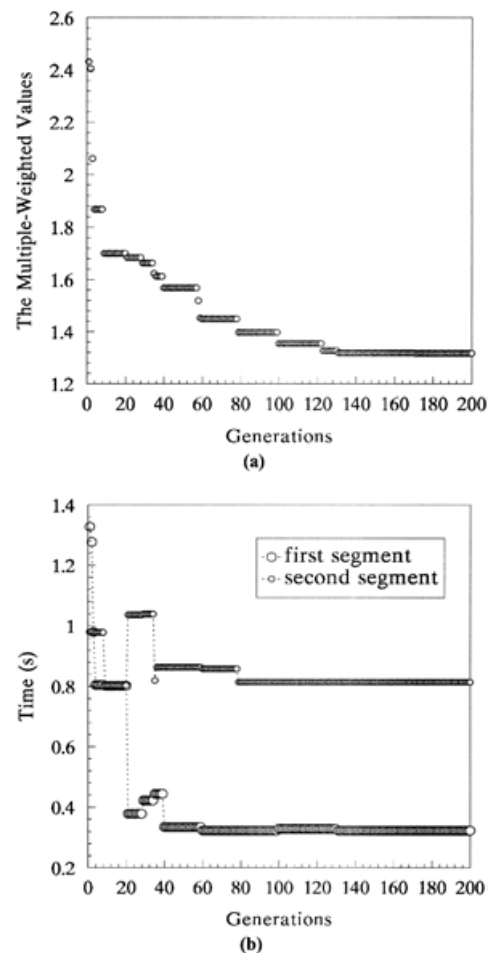 2.6
2.4
2.2
2
1.8
1.6
1.4
1.2
The Multiple-Weighted Values
0 20 40 60 80 100 120 140 160 180 200
Generations
(a)
1.4
1.2
1
0.8
0.6
0.4
0.2
Time (s)
first segment
second segment
0 20 40 60 80 100 120 140 160 180 200
Generations
(b)